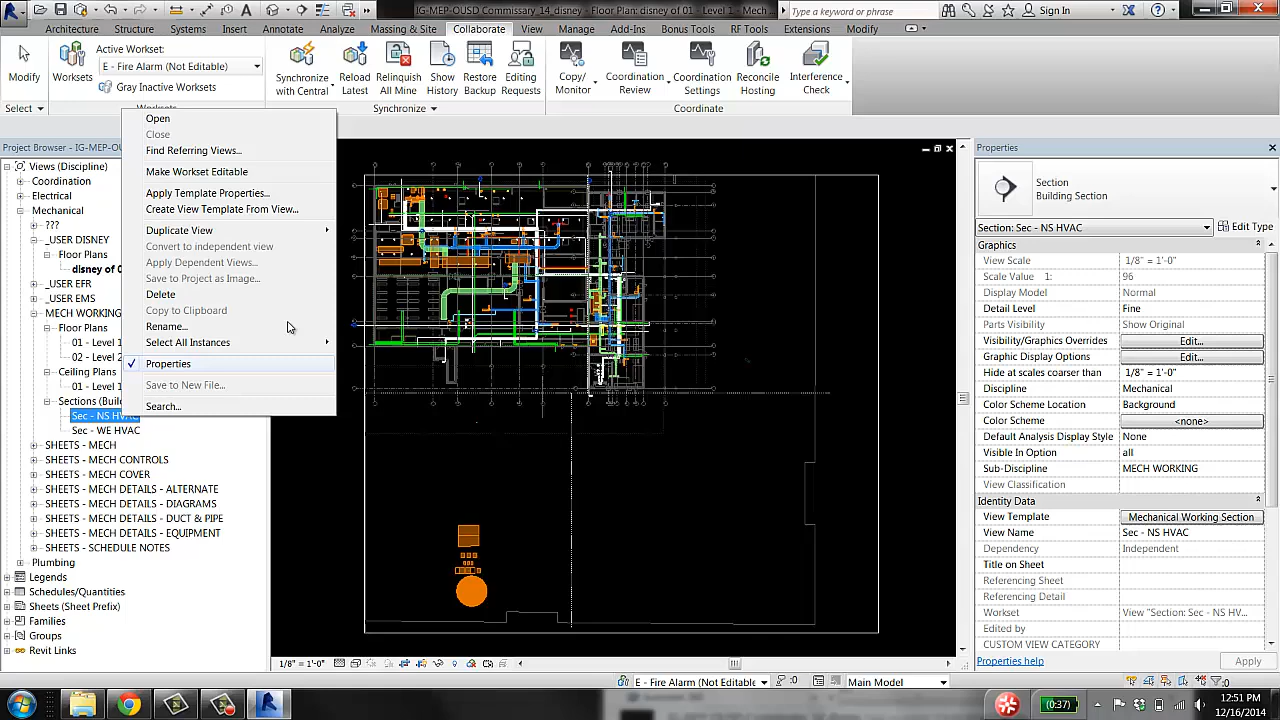 IG-MEP-OUSD Commissary_14_disney - Floor Plan: disney of 01 - Level 1 - Mech...
Type a keyword or phrase
Sign In
Architecture Structure Systems Insert Annotate Analyze Massing & Site Collaborate View Manage Add-Ins Bonus Tools RF Tools Extensions Modify
Modify
Worksets
Active Workset:
E - Fire Alarm (Not Editable)
Gray Inactive Worksets
Synchronize with Central
Reload Latest
Relinquish All Mine
Show History
Restore Backup
Editing Requests
Copy/ Monitor
Coordination Review
Coordination Settings
Reconcile Hosting
Interference Check
Select
Worksets
Synchronize
Coordinate
Project Browser - IG-MEP-OU
Views (Discipline)
Coordination
Electrical
Mechanical
???
_USER DISNEY
Floor Plans
disney of 0
_USER EMS
MECH WORKING
Floor Plans
01 - Level 1
02 - Level 2
Ceiling Plans
01 - Level 1
Sections (Buil
Sec - NS HVAC
Sec - WE HVAC
SHEETS - MECH
SHEETS - MECH CONTROLS
SHEETS - MECH COVER
SHEETS - MECH DETAILS - ALTERNATE
SHEETS - MECH DETAILS - DIAGRAMS
SHEETS - MECH DETAILS - DUCT & PIPE
SHEETS - MECH DETAILS - EQUIPMENT
SHEETS - SCHEDULE NOTES
Plumbing
Legends
Schedules/Quantities
Sheets (Sheet Prefix)
Families
Groups
Revit Links
Open
Close
Find Referring Views...
Make Workset Editable
Apply Template Properties...
Create View Template From View...
Duplicate View
Convert to independent view
Apply Dependent Views...
Save to Project as Image...
Delete
Copy to Clipboard
Rename...
Select All Instances
Properties
Save to New File...
Search...
Properties
Section
Building Section
Section: Sec - NS HVAC
Edit Type
Graphics
View Scale 1/8" = 1'-0"
Scale Value 1: 96
Display Model Normal
Detail Level Fine
Parts Visibility Show Original
Visibility/Graphics Overrides Edit...
Graphic Display Options Edit...
Hide at scales coarser than 1/8" = 1'-0"
Discipline Mechanical
Color Scheme Location Background
Color Scheme <none>
Default Analysis Display Style None
Visible In Option all
Sub-Discipline MECH WORKING
View Classification
Identity Data
View Template Mechanical Working Section
View Name Sec - NS HVAC
Dependency Independent
Title on Sheet
Referencing Sheet
Referencing Detail
Workset View "Section: Sec - NS HV...
Edited by
CUSTOM VIEW CATEGORY
Properties help
Apply
1/8" = 1'-0"
E - Fire Alarm (Not Editable
:0
Main Model
:0
(0:37)
12:51 PM
12/16/2014